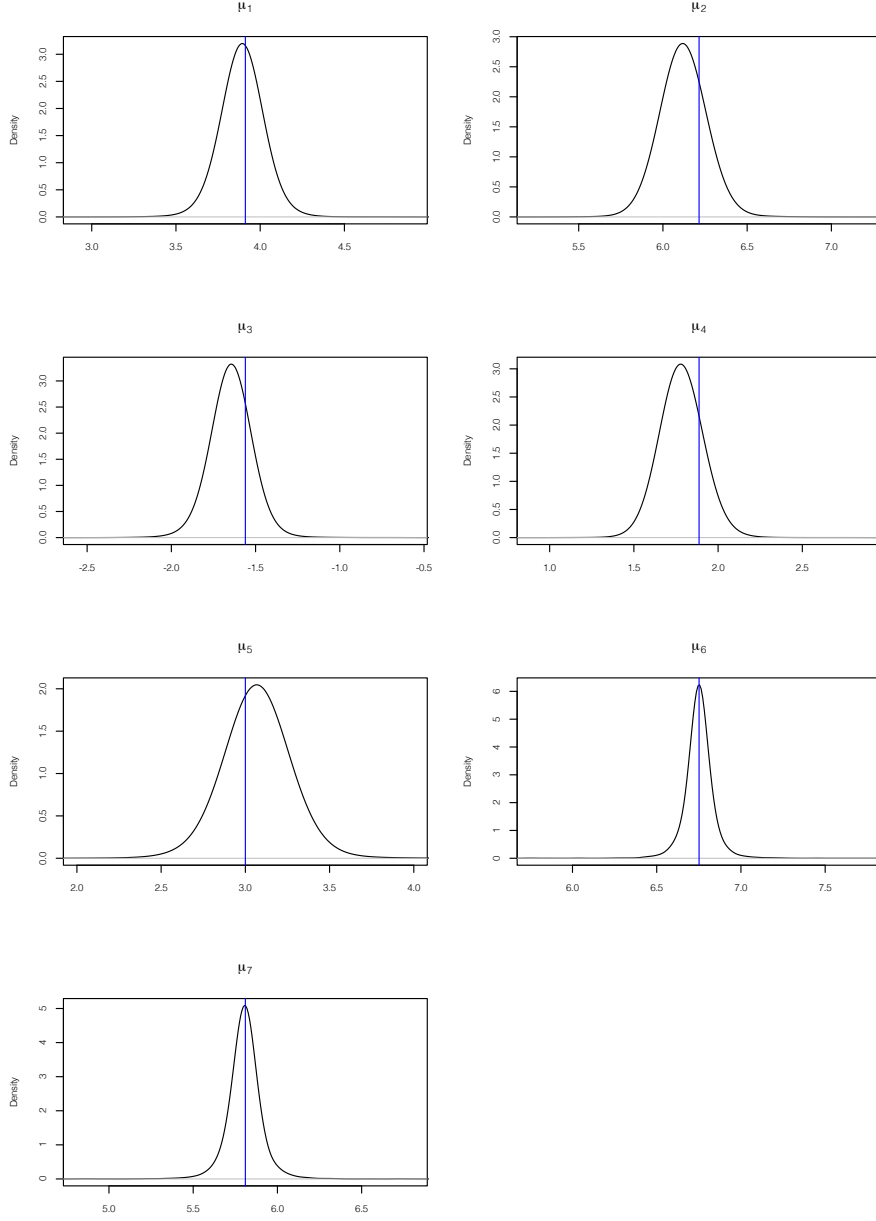 μ1
Density
0.0 0.5 1.0 1.5 2.0 2.5 3.0
3.0 3.5 4.0 4.5
μ2
Density
0.0 0.5 1.0 1.5 2.0 2.5 3.0
5.5 6.0 6.5 7.0
μ3
Density
0.0 0.5 1.0 1.5 2.0 2.5 3.0
-2.5 -2.0 -1.5 -1.0 -0.5
μ4
Density
0.0 0.5 1.0 1.5 2.0 2.5 3.0
1.0 1.5 2.0 2.5
μ5
Density
0.0 0.5 1.0 1.5 2.0
2.0 2.5 3.0 3.5 4.0
μ6
Density
0 1 2 3 4 5 6
6.0 6.5 7.0 7.5
μ7
Density
0 1 2 3 4 5
5.0 5.5 6.0 6.5